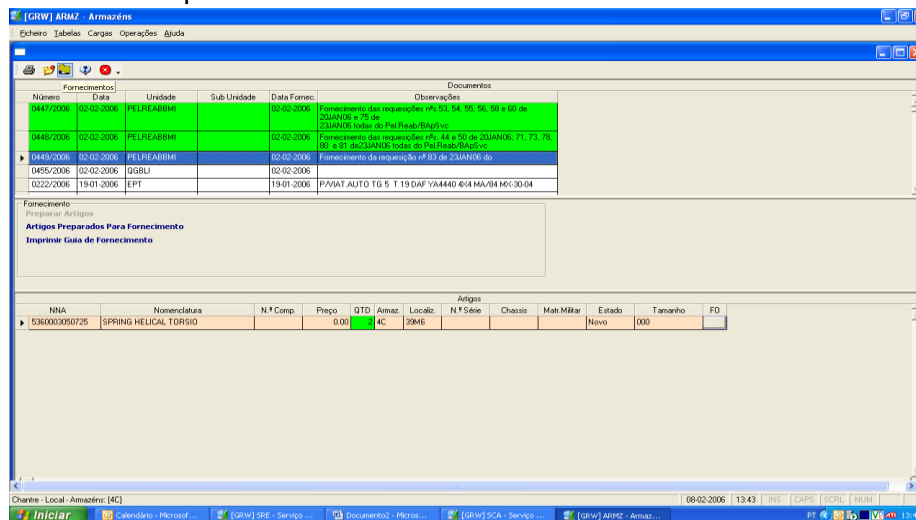 [GRW] ARMZ - Armazéns
Ficheiro Tabelas Cargas Operações Ajuda
Fornecimentos
Documentos
Número Data Unidade Sub Unidade Data Fornec. Observações
0447/2006 02-02-2006 PELREABBMI 02-02-2006 Fornecimento das requesições nºs.53, 54, 55, 56, 58 e 60 de
20JAN06 e 75 de
23JAN06 todas do Pel.Reab/BApSvc
0448/2006 02-02-2006 PELREABBMI 02-02-2006 Fornecimento das requesições nºs. 44 e 50 de 20JAN06; 71, 73, 78,
80 e 81 de23JAN06 todas do Pel.Reab/BApSvc
0449/2006 02-02-2006 PELREABBMI 02-02-2006 Fornecimento da requesição nº.83 de 23JAN06 do
0455/2006 02-02-2006 QGBLI 02-02-2006
0222/2006 19-01-2006 EPT 19-01-2006 P/VIAT.AUTO TG 5 T 19 DAF YA4440 4X4 MA/84 MX-30-04
Fornecimento
Preparar Artigos
Artigos Preparados Para Fornecimento
Imprimir Guia de Fornecimento
Artigos
NNA Nomenclatura N.º Comp. Preço QTD Armaz. Localiz. N.º Série Chassis Matr.Militar Estado Tamanho FO
5360003050725 SPRING HELICAL TORSIO 0.00 2 4C 39M6 Novo 000
Chantre - Local - Armazéns: [4C] 08-02-2006 13:43 INS CAPS SCRL NUM
Iniciar Calendário - Microsof... [GRW] SRE - Serviço ... Documento2 - Micros... [GRW] SCA - Serviço ... [GRW] ARMZ - Armaz... PT